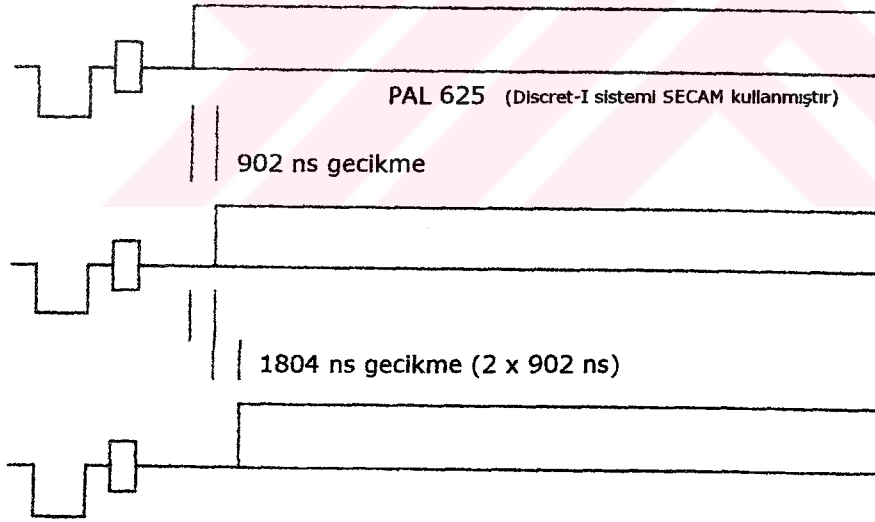 PAL 625 (Discret-I sistemi SECAM kullanmıştır)
902 ns gecikme
1804 ns gecikme (2 x 902 ns)